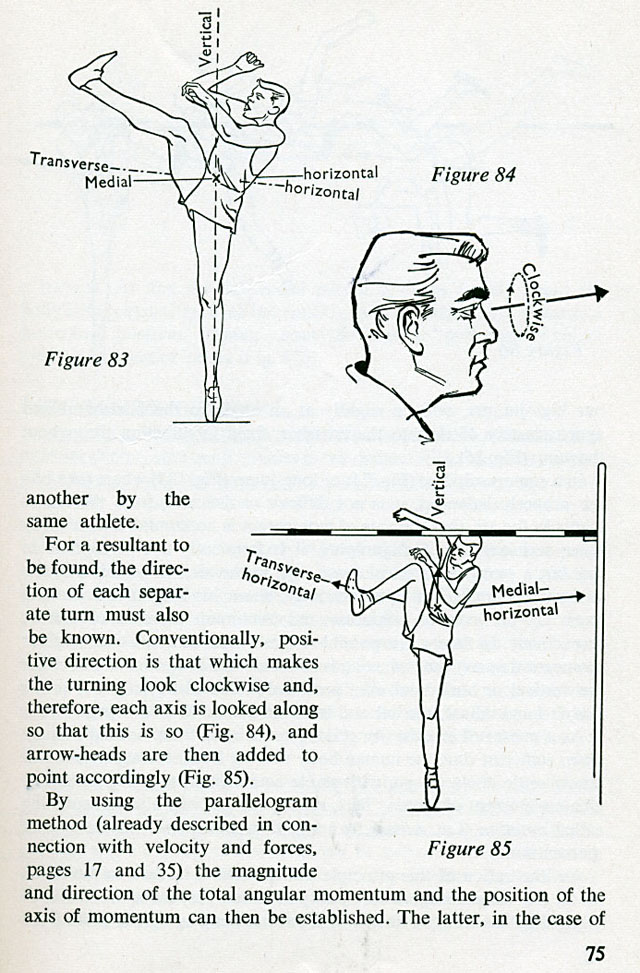 Vertical
Transverse
Medial
horizontal
horizontal
Figure 83
Figure 84
Clockwise
another by the
same athlete.
For a resultant to
be found, the direc-
tion of each separ-
ate turn must also
be known. Conventionally, posi-
tive direction is that which makes
the turning look clockwise and,
therefore, each axis is looked along
so that this is so (Fig. 84), and
arrow-heads are then added to
point accordingly (Fig. 85).
By using the parallelogram
method (already described in con-
nection with velocity and forces,
pages 17 and 35) the magnitude
Vertical
Transverse–
horizontal
Medial–
horizontal
Figure 85
and direction of the total angular momentum and the position of the
axis of momentum can then be established. The latter, in the case of
75